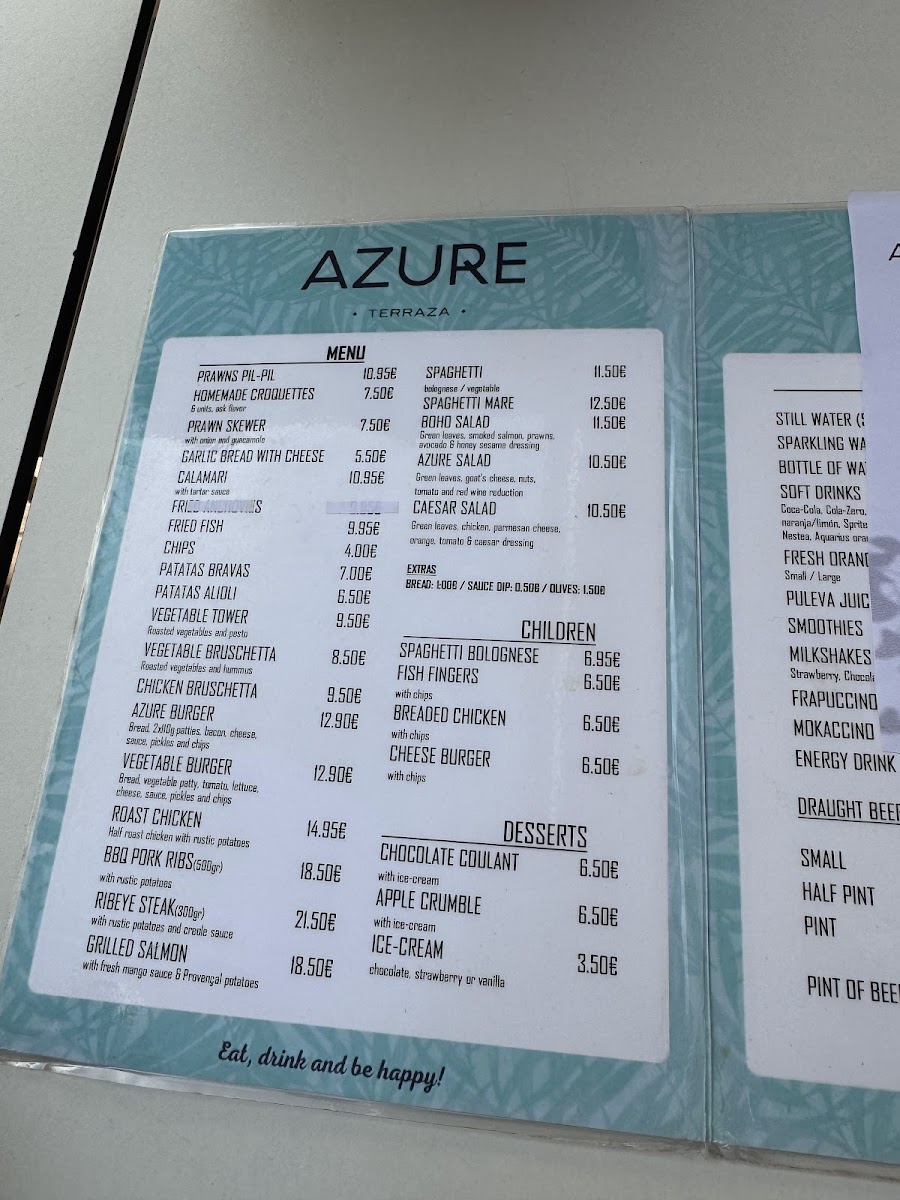 AZURE
• TERRAZA •
MENU
PRAWNS PIL-PIL 10.95€
HOMEMADE CROQUETTES 7.50€
6 units, ask flavor
PRAWN SKEWER 7.50€
with onion and guacamole
GARLIC BREAD WITH CHEESE 5.50€
CALAMARI 10.95€
with tartar sauce
FRIED ANCHOVIES 9.95€
FRIED FISH 9.95€
CHIPS 4.00€
PATATAS BRAVAS 7.00€
PATATAS ALIOLI 6.50€
VEGETABLE TOWER 9.50€
Roasted vegetables and pesto
VEGETABLE BRUSCHETTA 8.50€
Roasted vegetables and hummus
CHICKEN BRUSCHETTA 9.50€
AZURE BURGER 12.90€
Bread, 2x110g patties, bacon, cheese,
sauce, pickles and chips
VEGETABLE BURGER 12.90€
Bread, vegetable patty, tomato, lettuce,
cheese, sauce, pickles and chips
ROAST CHICKEN 14.95€
Half roast chicken with rustic potatoes
BBQ PORK RIBS(500gr) 18.50€
with rustic potatoes
RIBEYE STEAK(300gr) 21.50€
with rustic potatoes and creole sauce
GRILLED SALMON 18.50€
with fresh mango sauce & Provençal potatoes
SPAGHETTI 11.50€
bolognese / vegetable
SPAGHETTI MARE 12.50€
BOHO SALAD 11.50€
Green leaves, smoked salmon, prawns,
avocado & honey sesame dressing
AZURE SALAD 10.50€
Green leaves, goat's cheese, nuts,
tomato and red wine reduction
CAESAR SALAD 10.50€
Green leaves, chicken, parmesan cheese,
orange, tomato & caesar dressing
EXTRAS
BREAD: 1.00€ / SAUCE DIP: 0.50€ / OLIVES: 1.50€
CHILDREN
SPAGHETTI BOLOGNESE 6.95€
FISH FINGERS 6.50€
with chips
BREADED CHICKEN 6.50€
with chips
CHEESE BURGER 6.50€
with chips
DESSERTS
CHOCOLATE COULANT 6.50€
with ice-cream
APPLE CRUMBLE 6.50€
with ice-cream
ICE-CREAM 3.50€
chocolate, strawberry or vanilla
Eat, drink and be happy!
STILL WATER
SPARKLING
BOTTLE OF
SOFT DRINKS
Coca-Cola, Cola-Zero,
naranja/limón, Sprite
Nestea, Aquarius
FRESH
Small / Large
PULEVA
SMOOTHIES
MILKSHAKES
Strawberry,
FRAPUCCINO
MOKACCINO
ENERGY DRINK
DRAUGHT
SMALL
HALF PINT
PINT
PINT OF